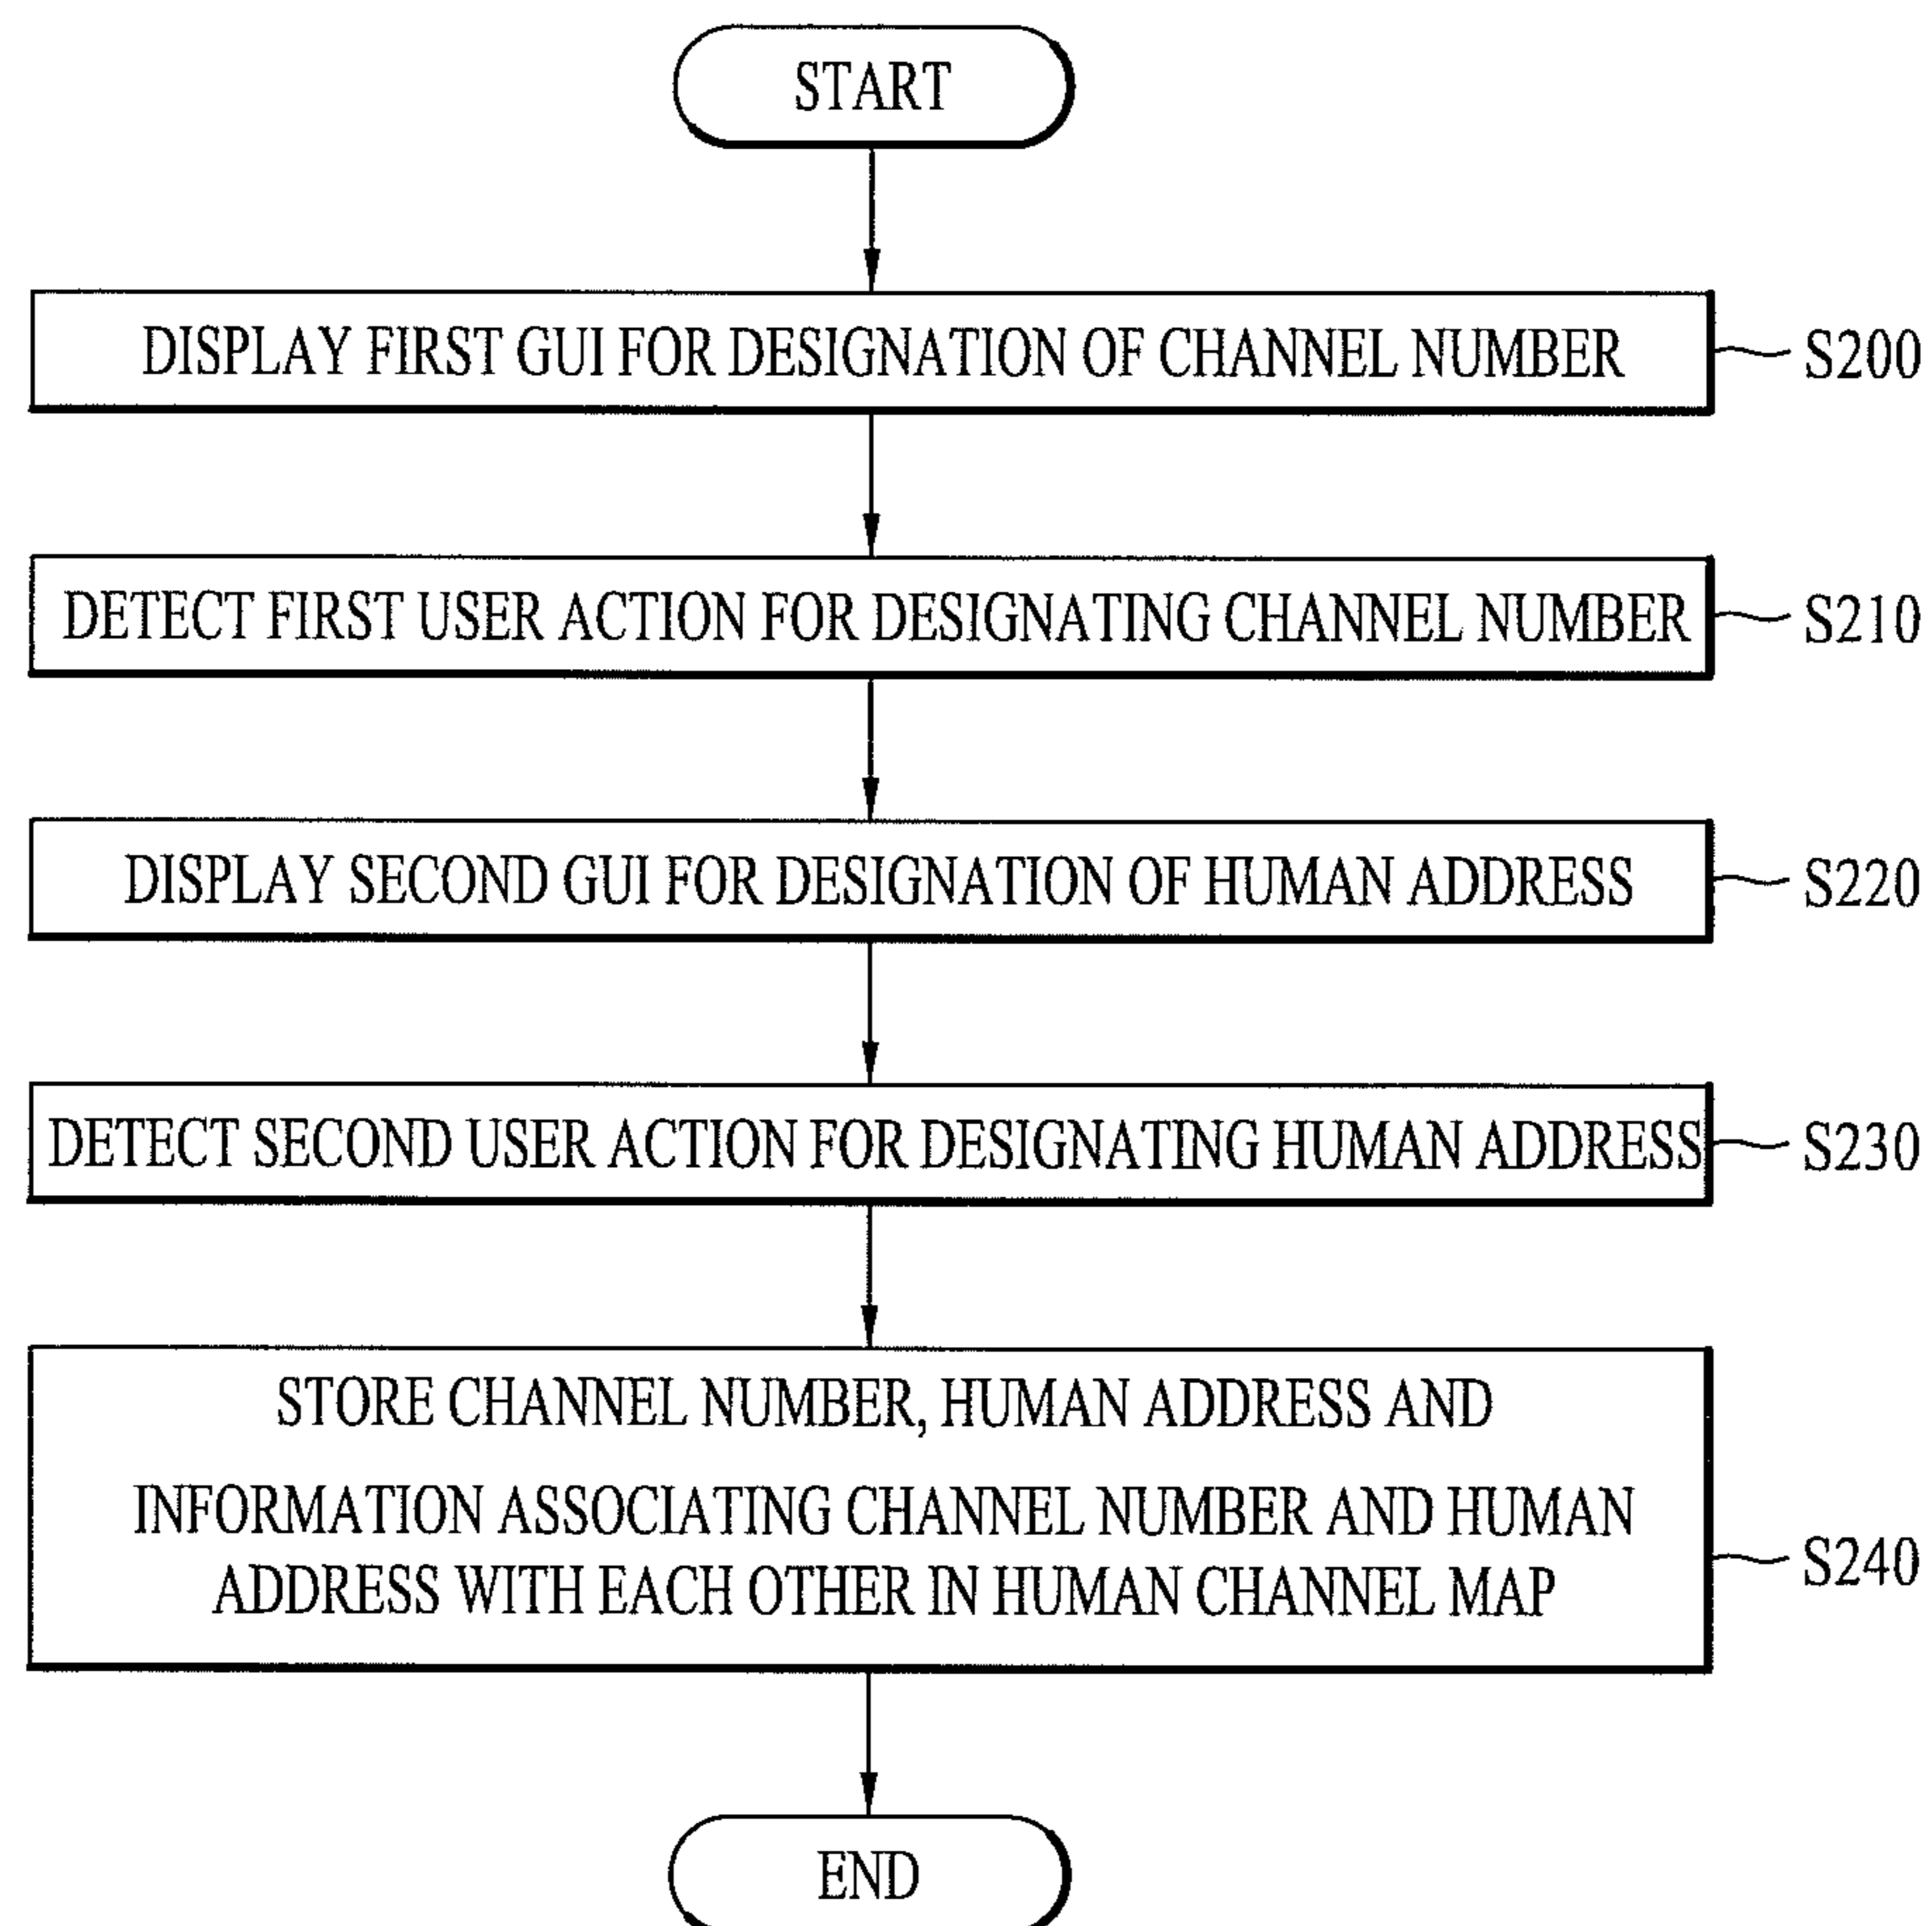 START
DISPLAY FIRST GUI FOR DESIGNATION OF CHANNEL NUMBER
S200
DETECT FIRST USER ACTION FOR DESIGNATING CHANNEL NUMBER
S210
DISPLAY SECOND GUI FOR DESIGNATION OF HUMAN ADDRESS
S220
DETECT SECOND USER ACTION FOR DESIGNATING HUMAN ADDRESS
S230
STORE CHANNEL NUMBER, HUMAN ADDRESS AND
INFORMATION ASSOCIATING CHANNEL NUMBER AND HUMAN
ADDRESS WITH EACH OTHER IN HUMAN CHANNEL MAP
S240
END